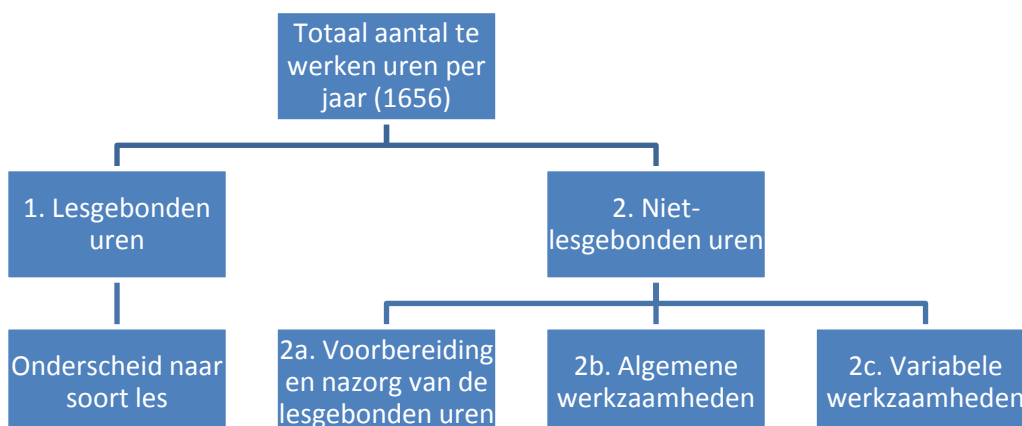 Totaal aantal te
werken uren per
jaar (1656)
1. Lesgebonden
uren
2. Niet-
lesgebonden uren
Onderscheid naar
soort les
2a. Voorbereiding
en nazorg van de
lesgebonden uren
2b. Algemene
werkzaamheden
2c. Variabele
werkzaamheden